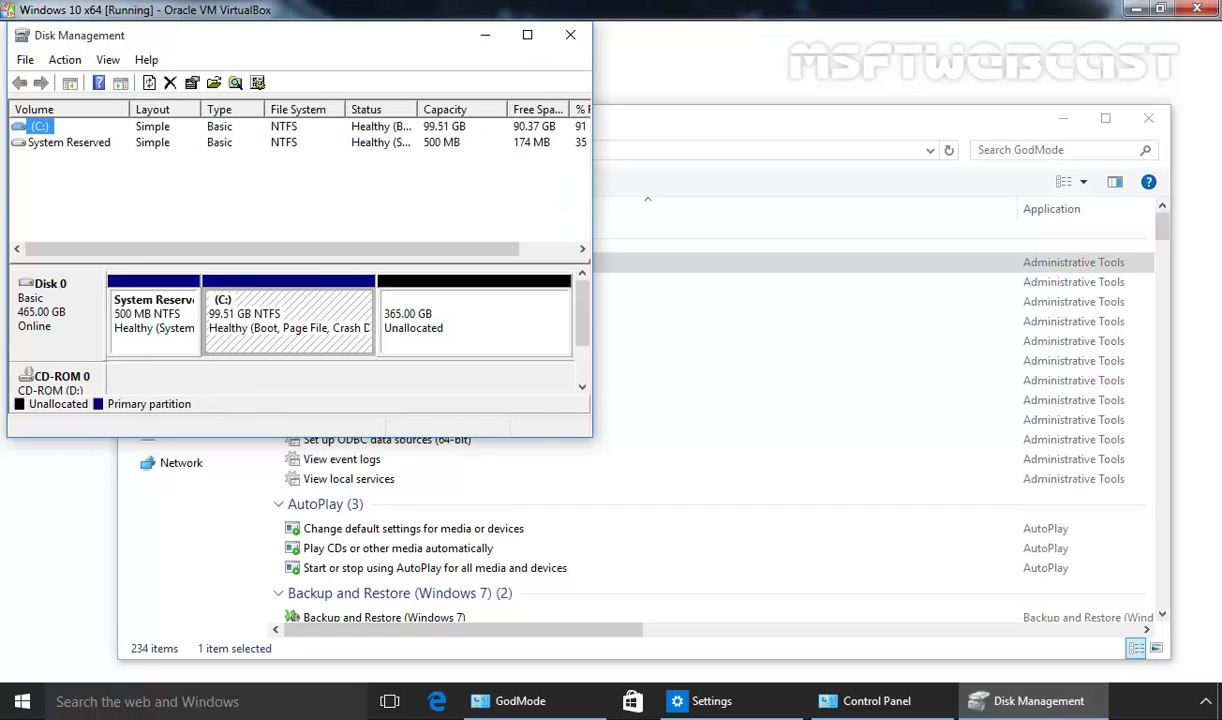 Windows 10 x64 [Running] - Oracle VM VirtualBox
MSFTWEBCAST
Disk Management
File Action View Help
Volume Layout Type File System Status Capacity Free Spa... %
(C:) Simple Basic NTFS Healthy (B... 99.51 GB 90.37 GB 91
System Reserved Simple Basic NTFS Healthy (S... 500 MB 174 MB 35
Disk 0
Basic
465.00 GB
Online
System Reserv
500 MB NTFS
Healthy (System
(C:)
99.51 GB NTFS
Healthy (Boot, Page File, Crash D
365.00 GB
Unallocated
CD-ROM 0
CD-ROM (D:)
Unallocated Primary partition
Search GodMode
Application
Administrative Tools
Administrative Tools
Administrative Tools
Administrative Tools
Administrative Tools
Administrative Tools
Administrative Tools
Administrative Tools
Administrative Tools
Set up ODBC data sources (64-bit) Administrative Tools
Network
View event logs Administrative Tools
View local services Administrative Tools
AutoPlay (3)
Change default settings for media or devices AutoPlay
Play CDs or other media automatically AutoPlay
Start or stop using AutoPlay for all media and devices AutoPlay
Backup and Restore (Windows 7) (2)
Backup and Restore (Windows 7) Backup and Restore (Wind
234 items 1 item selected
Search the web and Windows
GodMode
Settings
Control Panel
Disk Management